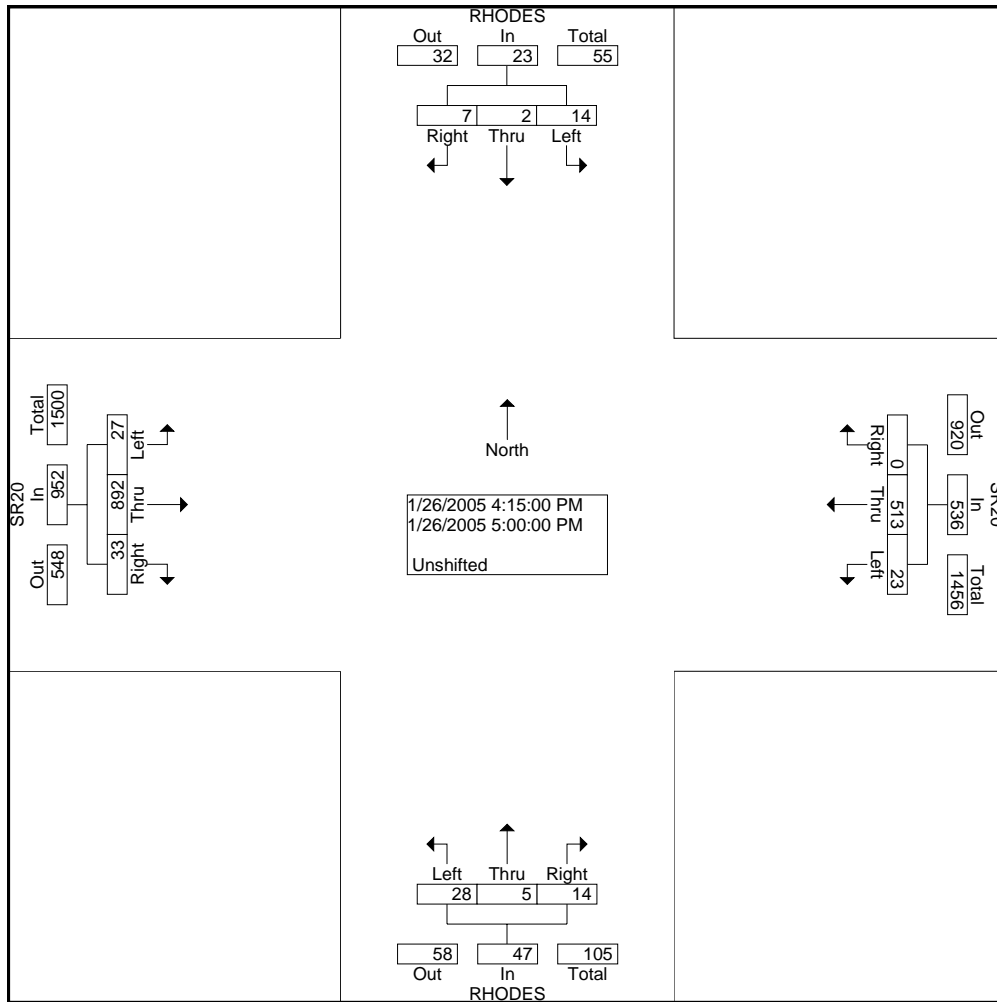 RHODES
Out In Total
32 23 55
7 2 14
Right Thru Left
Total
1500
In
952
Out
548
SR20
27
Left
892
Thru
33
Right
North
1/26/2005 4:15:00 PM
1/26/2005 5:00:00 PM
Unshifted
Right
0
Thru
513
Left
23
Out
920
In
536
Total
1456
SR20
Left Thru Right
28 5 14
58 47 105
Out In Total
RHODES